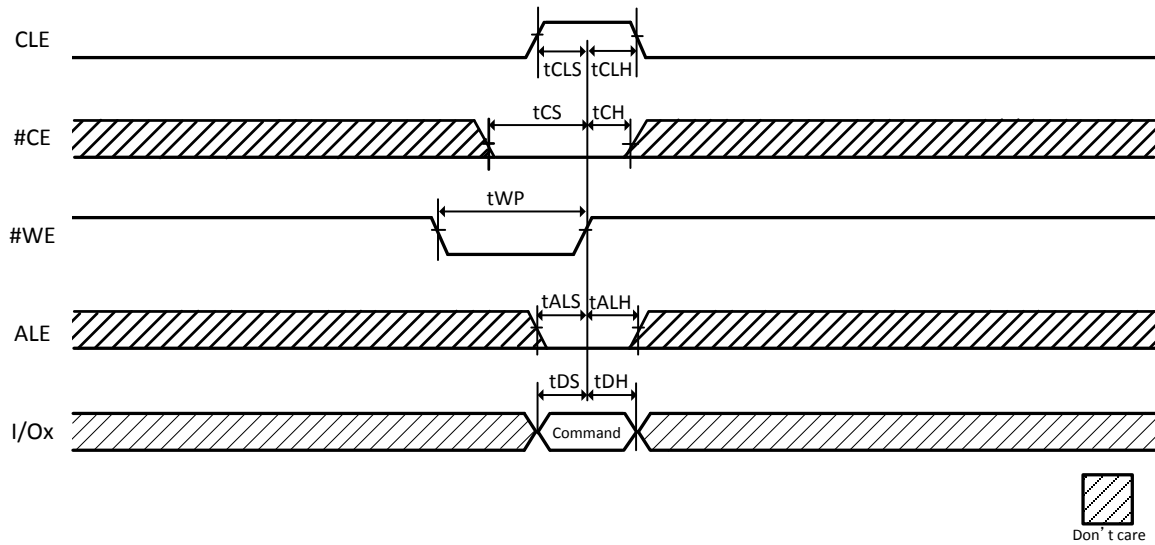 CLE
tCLS tCLH
tCS tCH
#CE
tWP
#WE
tALS tALH
ALE
tDS tDH
I/Ox
Command
Don't care